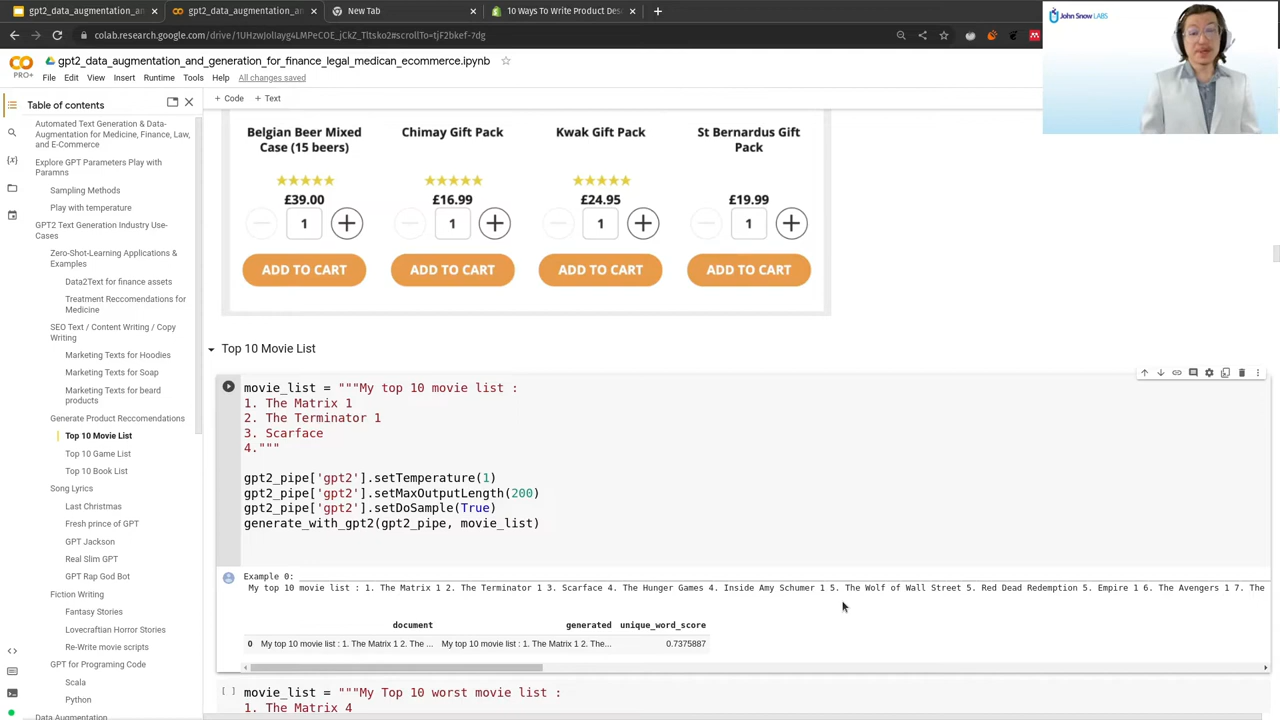 gpt2_data_augmentation_an
gpt2_data_augmentation_an
New Tab
10 Ways To Write Product Des
colab.research.google.com/drive/1UHzwJoIiayg4LMPeCOE_jCkZ_Tltsko2#scrollTo=tjF2bkef-7dg
John Snow LABS
PRO+
gpt2_data_augmentation_and_generation_for_finance_legal_medican_ecommerce.ipynb
File
Edit
View
Insert
Runtime
Tools
Help
All changes saved
Table of contents
+ Code
+ Text
Automated Text Generation & Data-
Augmentation for Medicine, Finance, Law,
and E-Commerce
Explore GPT Parameters Play with
Paramns
Sampling Methods
Play with temperature
GPT2 Text Generation Industry Use-
Cases
Zero-Shot-Learning Applications &
Examples
Data2Text for finance assets
Treatment Reccomendations for
Medicine
SEO Text / Content Writing / Copy
Writing
Marketing Texts for Hoodies
Marketing Texts for Soap
Marketing Texts for beard
products
Generate Product Reccomendations
Top 10 Movie List
Top 10 Game List
Top 10 Book List
Song Lyrics
Last Christmas
Fresh prince of GPT
GPT Jackson
Real Slim GPT
GPT Rap God Bot
Fiction Writing
Fantasy Stories
Lovecraftian Horror Stories
Re-Write movie scripts
GPT for Programing Code
Scala
Python
Data Augmentation
Belgian Beer Mixed
Case (15 beers)
£39.00
1
ADD TO CART
Chimay Gift Pack
£16.99
1
ADD TO CART
Kwak Gift Pack
£24.95
1
ADD TO CART
St Bernardus Gift
Pack
£19.99
1
ADD TO CART
Top 10 Movie List
movie_list = """My top 10 movie list :
1. The Matrix 1
2. The Terminator 1
3. Scarface
4."""
gpt2_pipe['gpt2'].setTemperature(1)
gpt2_pipe['gpt2'].setMaxOutputLength(200)
gpt2_pipe['gpt2'].setDoSample(True)
generate_with_gpt2(gpt2_pipe, movie_list)
Example 0:
My top 10 movie list : 1. The Matrix 1 2. The Terminator 1 3. Scarface 4. The Hunger Games 4. Inside Amy Schumer 1 5. The Wolf of Wall Street 5. Red Dead Redemption 5. Empire 1 6. The Avengers 1 7. The
document generated unique_word_score
0 My top 10 movie list : 1. The Matrix 1 2. The ... My top 10 movie list : 1. The Matrix 1 2. The... 0.7375887
[ ] movie_list = """My Top 10 worst movie list :
1. The Matrix 4